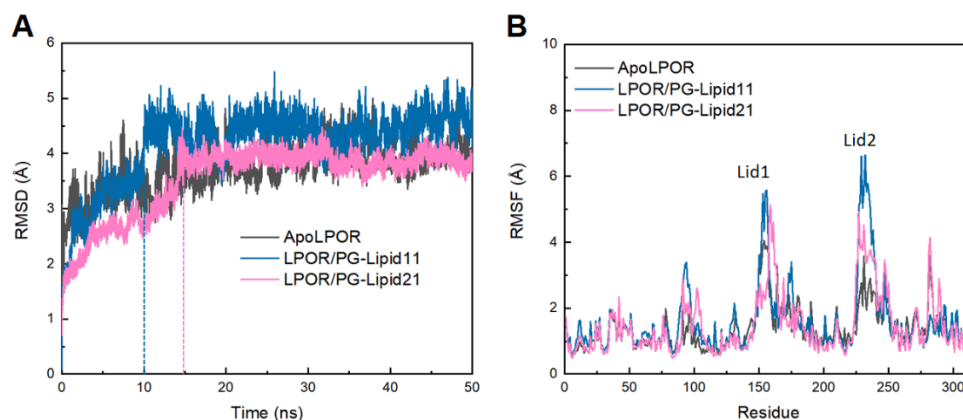 A
6
5
4
3
2
1
0
RMSD (Å)
ApoLPOR
LPOR/PG-Lipid11
LPOR/PG-Lipid21
0
10
20
30
40
50
Time (ns)
B
10
8
6
4
2
0
RMSF (Å)
ApoLPOR
LPOR/PG-Lipid11
LPOR/PG-Lipid21
Lid1
Lid2
0
50
100
150
200
250
300
Residue